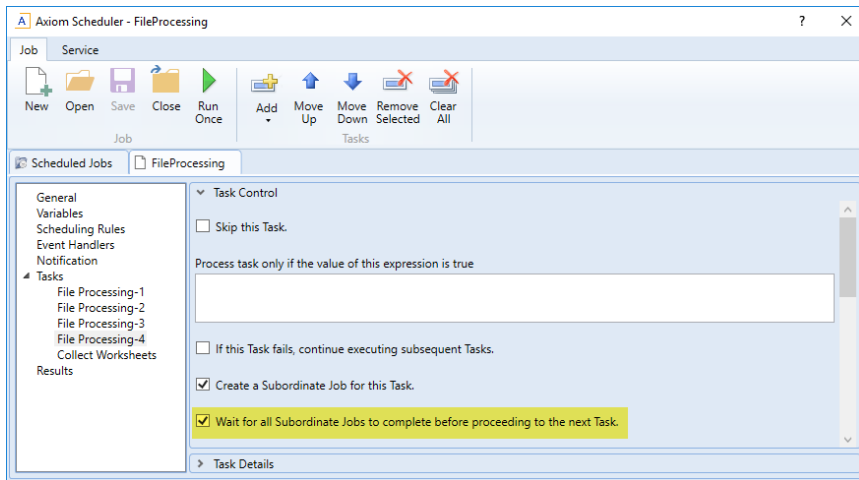 A Axiom Scheduler - FileProcessing ?
Job Service
New Open Save Close Run Once Add Move Up Move Down Remove Selected Clear All
Job Tasks
Scheduled Jobs FileProcessing
General
Variables
Scheduling Rules
Event Handlers
Notification
Tasks
File Processing-1
File Processing-2
File Processing-3
File Processing-4
Collect Worksheets
Results
Task Control
Skip this Task.
Process task only if the value of this expression is true
If this Task fails, continue executing subsequent Tasks.
Create a Subordinate Job for this Task.
Wait for all Subordinate Jobs to complete before proceeding to the next Task.
Task Details